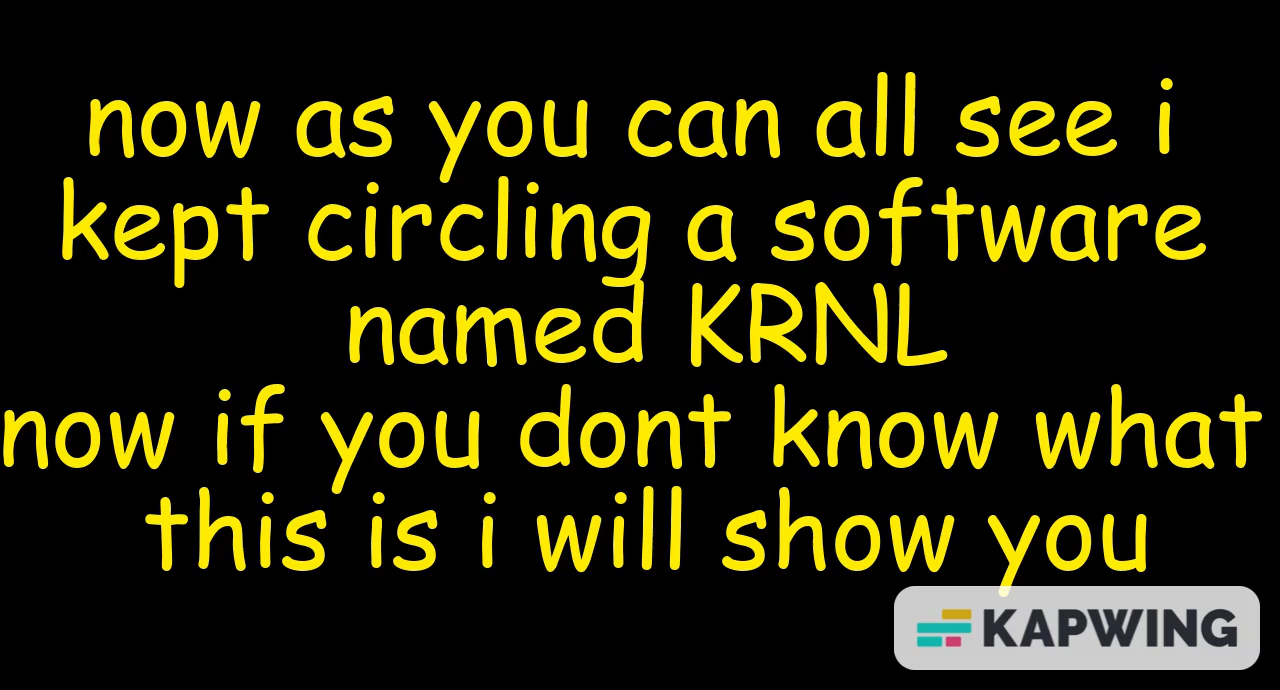 now as you can all see i
kept circling a software
named KRNL
now if you dont know what
this is i will show you
KAPWING